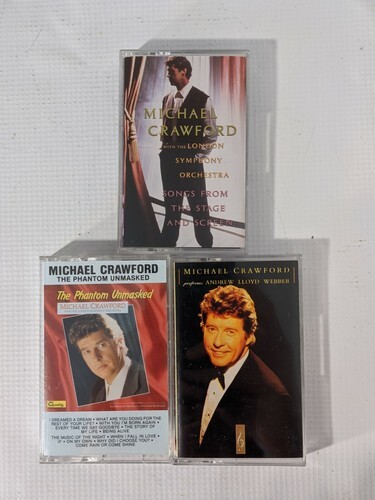 MICHAEL
CRAWFORD
WITH THE LONDON
SYMPHONY
ORCHESTRA
SONGS FROM
THE STAGE
AND SCREEN
MICHAEL CRAWFORD
THE PHANTOM UNMASKED
The Phantom Unmasked
MICHAEL CRAWFORD
I DREAMED A DREAM • WHAT ARE YOU DOING FOR THE
REST OF YOUR LIFE? • WITH YOU I'M BORN AGAIN •
EVERY TIME WE SAY GOODBYE • THE STORY OF
MY LIFE • BEING ALIVE
THE MUSIC OF THE NIGHT • WHEN I FALL IN LOVE •
IF • ON MY OWN • WHY DID I CHOOSE YOU? •
COME RAIN OR COME SHINE
MICHAEL CRAWFORD
performs ANDREW LLOYD WEBBER